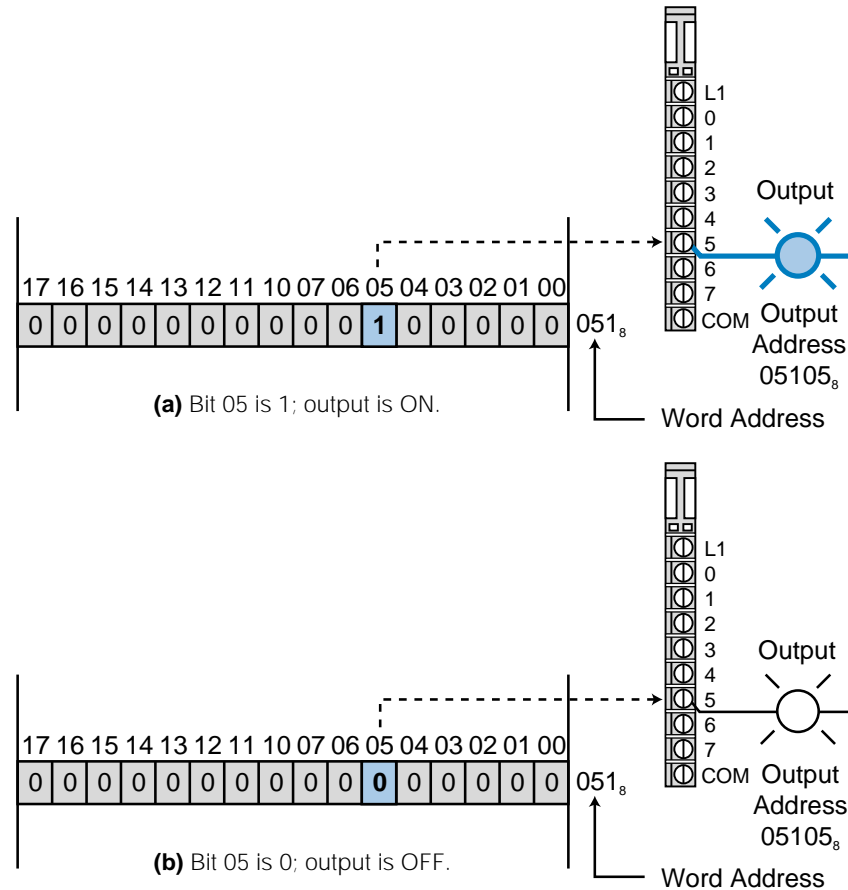 L1
0
1
2
3
4
5
6
7
COM
Output
Output
Address
05105₈
17 16 15 14 13 12 11 10 07 06 05 04 03 02 01 00
0 0 0 0 0 0 0 0 0 0 1 0 0 0 0 0
051₈
(a) Bit 05 is 1; output is ON.
Word Address
L1
0
1
2
3
4
5
6
7
COM
Output
Output
Address
05105₈
17 16 15 14 13 12 11 10 07 06 05 04 03 02 01 00
0 0 0 0 0 0 0 0 0 0 0 0 0 0 0 0
051₈
(b) Bit 05 is 0; output is OFF.
Word Address